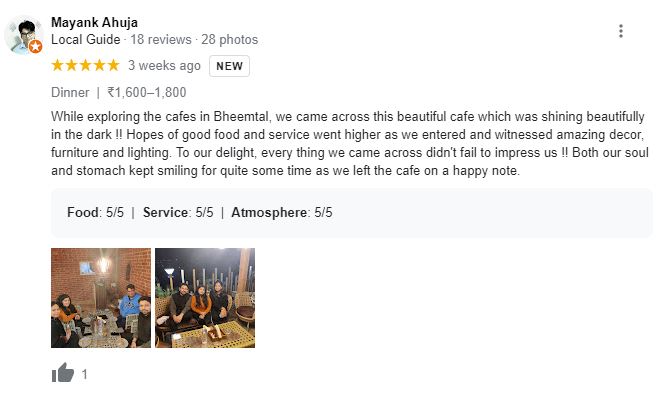 Mayank Ahuja
Local Guide · 18 reviews · 28 photos
3 weeks ago NEW
Dinner | ₹1,600–1,800
While exploring the cafes in Bheemtal, we came across this beautiful cafe which was shining beautifully
in the dark !! Hopes of good food and service went higher as we entered and witnessed amazing decor,
furniture and lighting. To our delight, every thing we came across didn't fail to impress us !! Both our soul
and stomach kept smiling for quite some time as we left the cafe on a happy note.
Food: 5/5 | Service: 5/5 | Atmosphere: 5/5
1